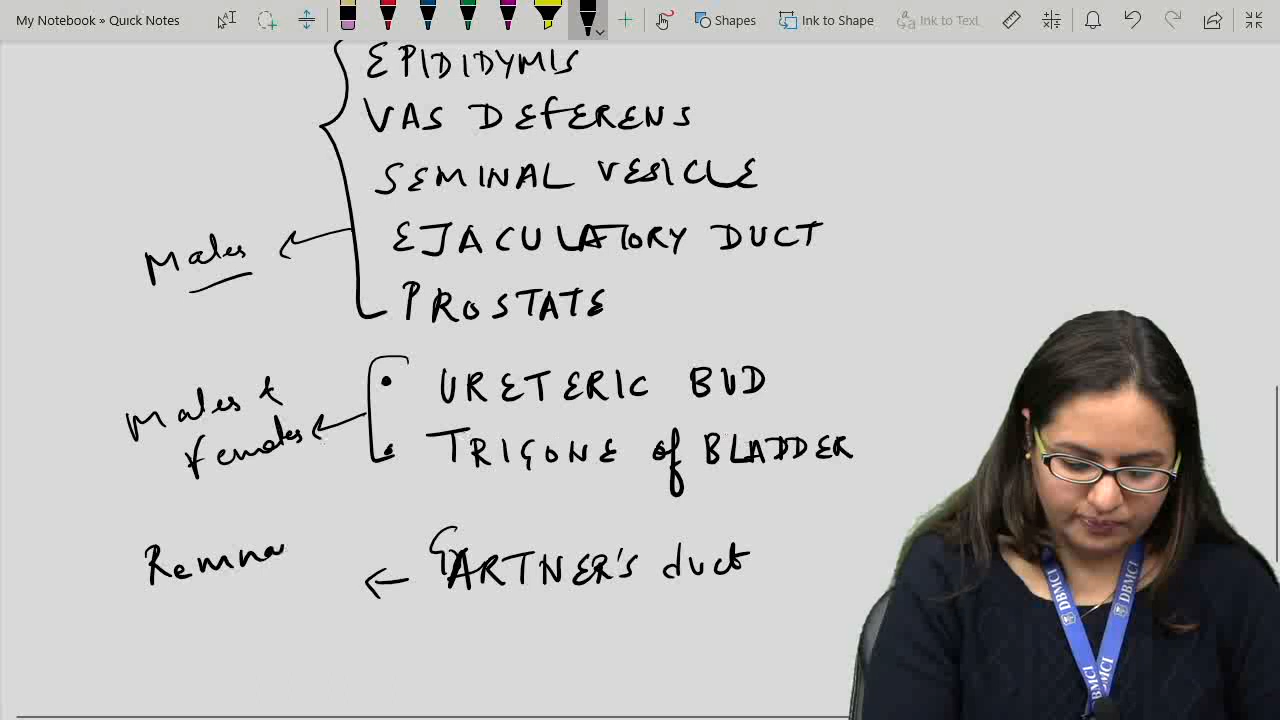 My Notebook » Quick Notes
Shapes
Ink to Shape
Ink to Text
EPIDIDYMIS
VAS DEFERENS
SEMINAL VESICLE
EJACULATORY DUCT
Males
PROSTATE
Males &
females
• URETERIC BUD
• TRIGONE of BLADDER
Remna
GARTNER'S duct
DBMCI
DBMCI